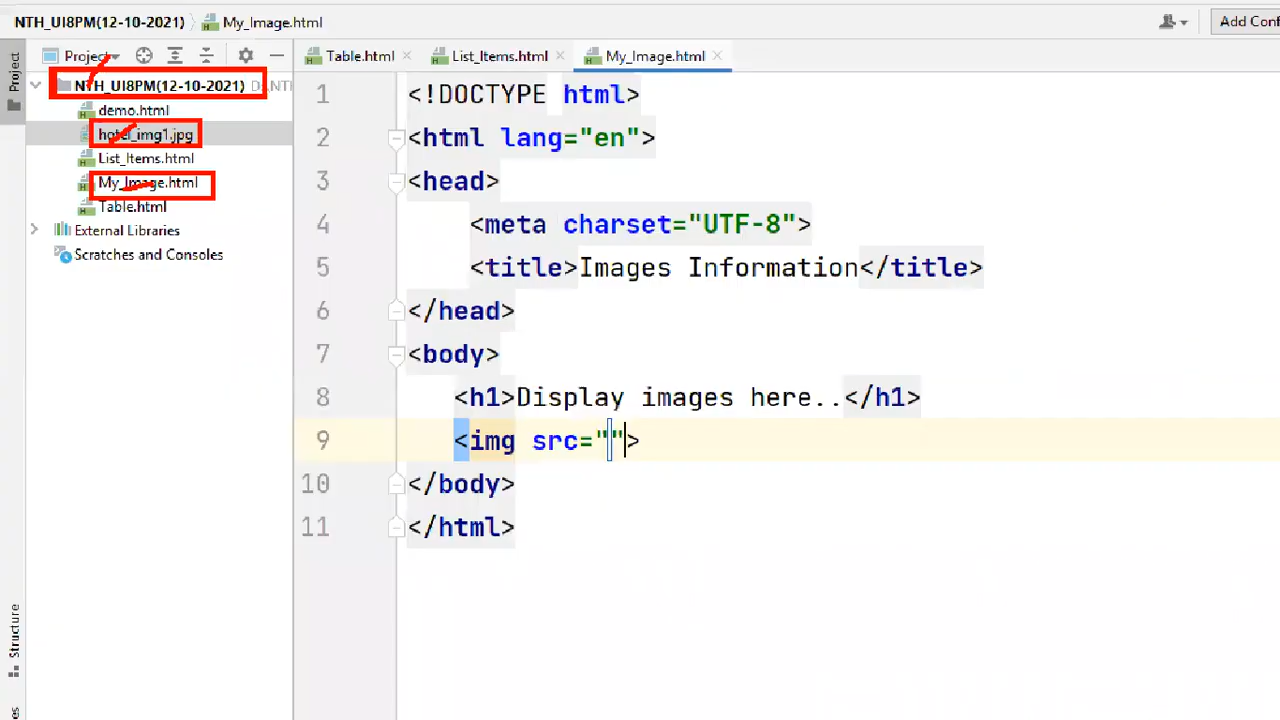 NTH_UI8PM(12-10-2021) My_Image.html
Add Conf
Project
Table.html
List_Items.html
My_Image.html
Project
NTH_UI8PM(12-10-2021)
demo.html
hotel_img1.jpg
List_Items.html
My_Image.html
Table.html
External Libraries
Scratches and Consoles
1 <!DOCTYPE html>
2 <html lang="en">
3 <head>
4 <meta charset="UTF-8">
5 <title>Images Information</title>
6 </head>
7 <body>
8 <h1>Display images here..</h1>
9 <img src="">
10 </body>
11 </html>
Structure